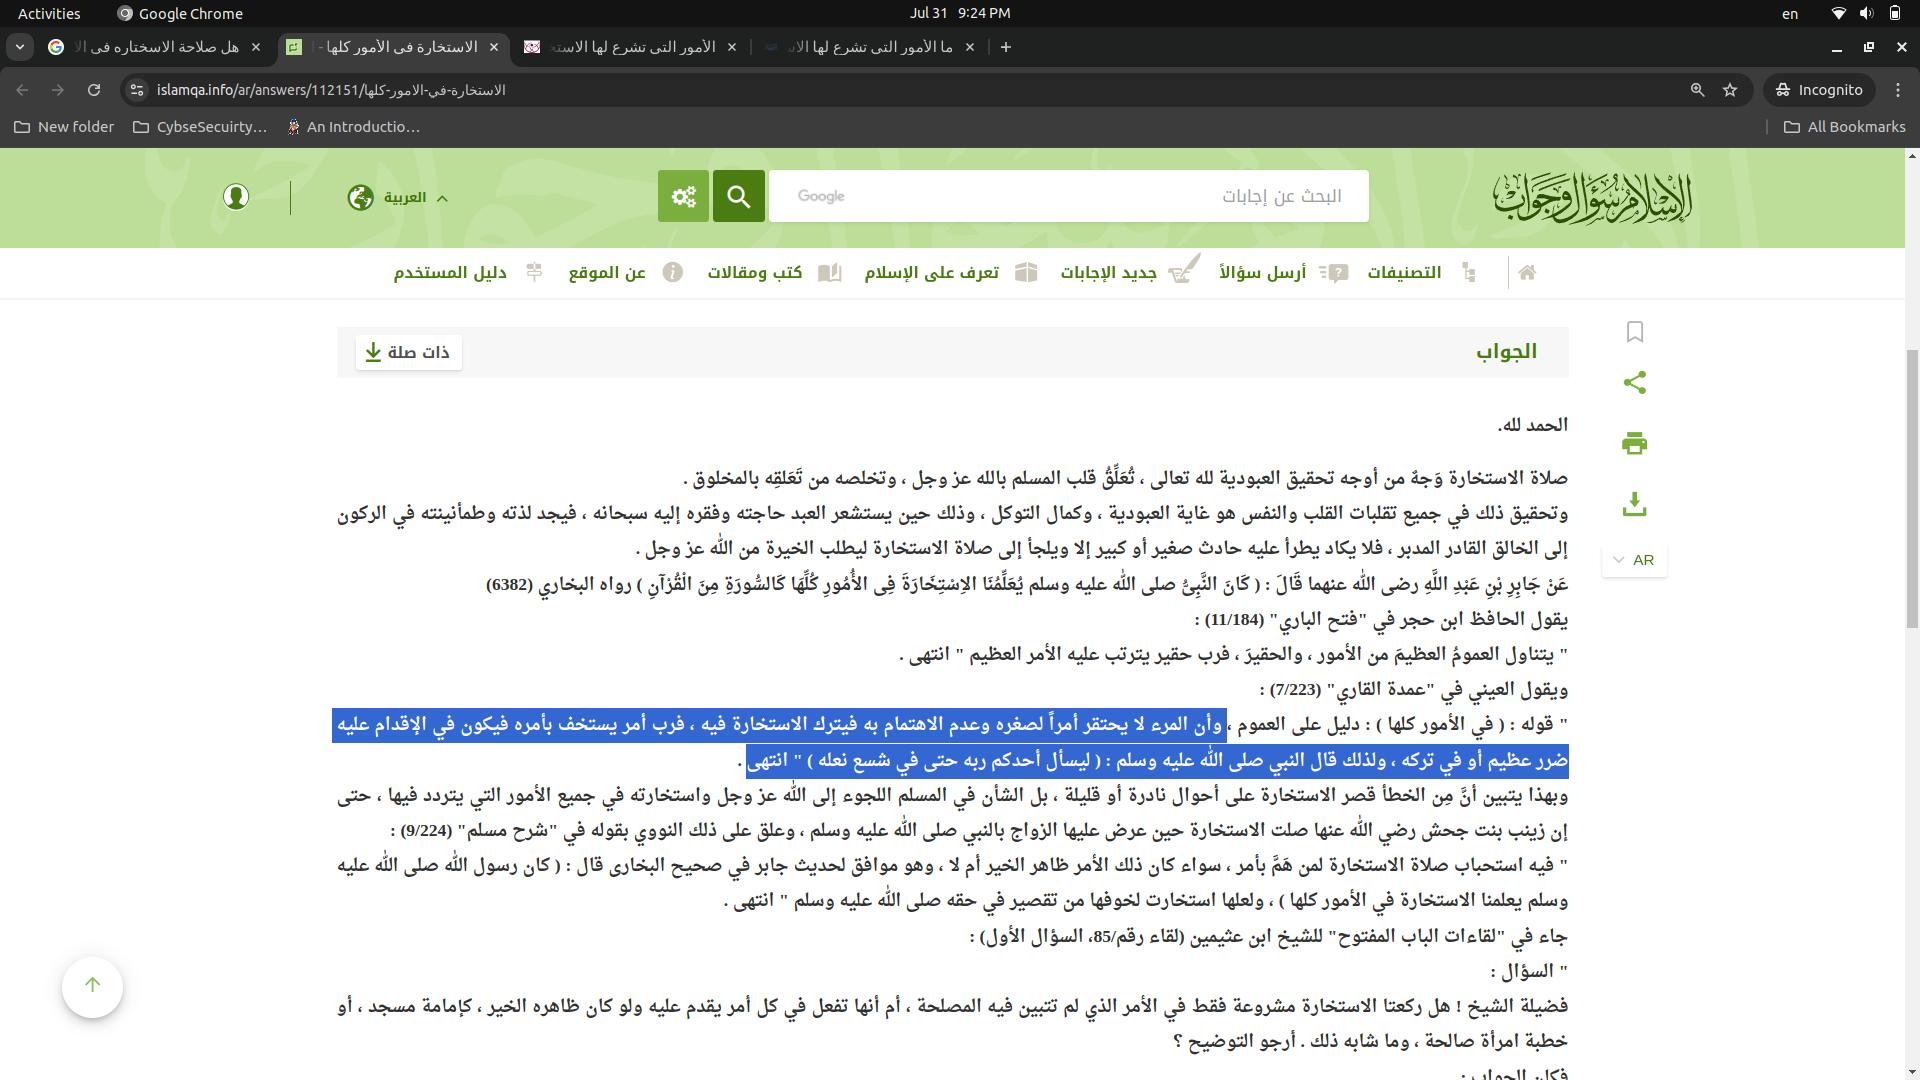 Activities
Google Chrome
Jul 31 9:24 PM
en
هل صلاحة الاسختاره في الا
الاستخارة في الأمور كلها -
الأمور التي تشرع لها الاستخ
ما الأمور التي تشرع لها الاس
islamqa.info/ar/answers/112151/الاستخارة-في-الامور-كلها
Incognito
New folder
CybseSecuirty…
An Introductio…
All Bookmarks
العربية
Google
البحث عن إجابات
الإسلام سؤال وجواب
التصنيفات
أرسل سؤالاً
جديد الإجابات
تعرف على الإسلام
كتب ومقالات
عن الموقع
دليل المستخدم
الجواب
ذات صلة
AR
الحمد لله.
صلاة الاستخارة وَجهٌ من أوجه تحقيق العبودية لله تعالى ، تُعَلِّقُ قلب المسلم بالله عز وجل ، وتخلصه من تَعَلقِه بالمخلوق .
وتحقيق ذلك في جميع تقلبات القلب والنفس هو غاية العبودية ، وكمال التوكل ، وذلك حين يستشعر العبد حاجته وفقره إليه سبحانه ، فيجد لذته وطمأنينته في الركون
إلى الخالق القادر المدبر ، فلا يكاد يطرأ عليه حادث صغير أو كبير إلا ويلجأ إلى صلاة الاستخارة ليطلب الخيرة من الله عز وجل .
عَنْ جَابِرِ بْنِ عَبْدِ اللَّهِ رضى الله عنهما قَالَ : ( كَانَ النَّبِىُّ صلى الله عليه وسلم يُعَلِّمُنَا الاِسْتِخَارَةَ فِى الأُمُورِ كُلِّهَا كَالسُّورَةِ مِنَ الْقُرْآنِ ) رواه البخاري (6382)
يقول الحافظ ابن حجر في "فتح الباري" (11/184) :
" يتناول العمومُ العظيمَ من الأمور ، والحقيرَ ، فرب حقير يترتب عليه الأمر العظيم " انتهى .
ويقول العيني في "عمدة القاري" (7/223) :
" قوله : ( في الأمور كلها ) : دليل على العموم ، وأن المرء لا يحتقر أمراً لصغره وعدم الاهتمام به فيترك الاستخارة فيه ، فرب أمر يستخف بأمره فيكون في الإقدام عليه
ضرر عظيم أو في تركه ، ولذلك قال النبي صلى الله عليه وسلم : ( ليسأل أحدكم ربه حتى في شسع نعله ) " انتهى .
وبهذا يتبين أنَّ مِن الخطأ قصر الاستخارة على أحوال نادرة أو قليلة ، بل الشأن في المسلم اللجوء إلى الله عز وجل واستخارته في جميع الأمور التي يتردد فيها ، حتى
إن زينب بنت جحش رضي الله عنها صلت الاستخارة حين عرض عليها الزواج بالنبي صلى الله عليه وسلم ، وعلق على ذلك النووي بقوله في "شرح مسلم" (9/224) :
" فيه استحباب صلاة الاستخارة لمن هَمَّ بأمر ، سواء كان ذلك الأمر ظاهر الخير أم لا ، وهو موافق لحديث جابر في صحيح البخارى قال : ( كان رسول الله صلى الله عليه
وسلم يعلمنا الاستخارة في الأمور كلها ) ، ولعلها استخارت لخوفها من تقصير في حقه صلى الله عليه وسلم " انتهى .
جاء في "لقاءات الباب المفتوح" للشيخ ابن عثيمين (لقاء رقم/85، السؤال الأول) :
" السؤال :
فضيلة الشيخ ! هل ركعتا الاستخارة مشروعة فقط في الأمر الذي لم تتبين فيه المصلحة ، أم أنها تفعل في كل أمر يقدم عليه ولو كان ظاهره الخير ، كإمامة مسجد ، أو
خطبة امرأة صالحة ، وما شابه ذلك . أرجو التوضيح ؟
فكان الجواب :